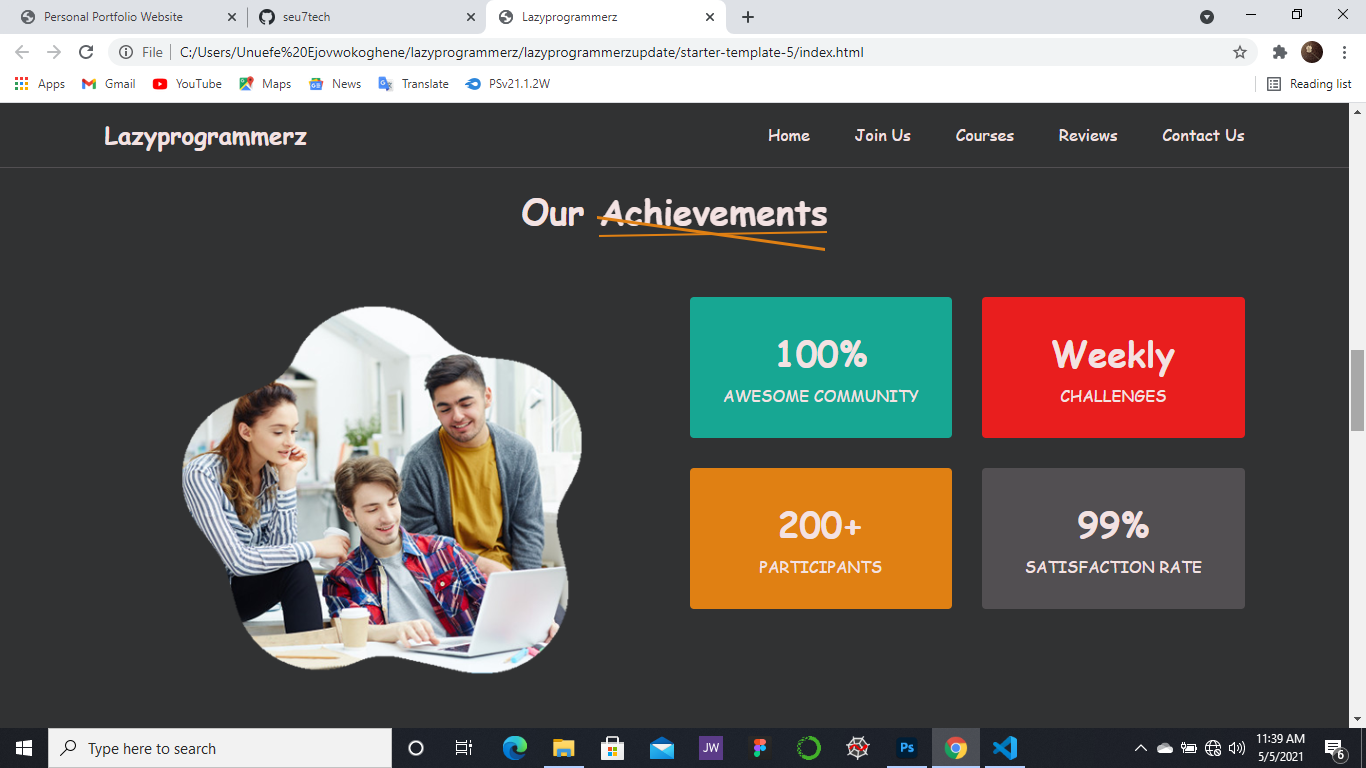 Personal Portfolio Website
seu7tech
Lazyprogrammerz
File | C:/Users/Unuefe%20Ejovwokoghene/lazyprogrammerz/lazyprogrammerzupdate/starter-template-5/index.html
Apps Gmail YouTube Maps News Translate PSv21.1.2W Reading list
Lazyprogrammerz
Home Join Us Courses Reviews Contact Us
Our Achievements
100%
AWESOME COMMUNITY
Weekly
CHALLENGES
200+
PARTICIPANTS
99%
SATISFACTION RATE
Type here to search
JW
Ps
11:39 AM
5/5/2021
6